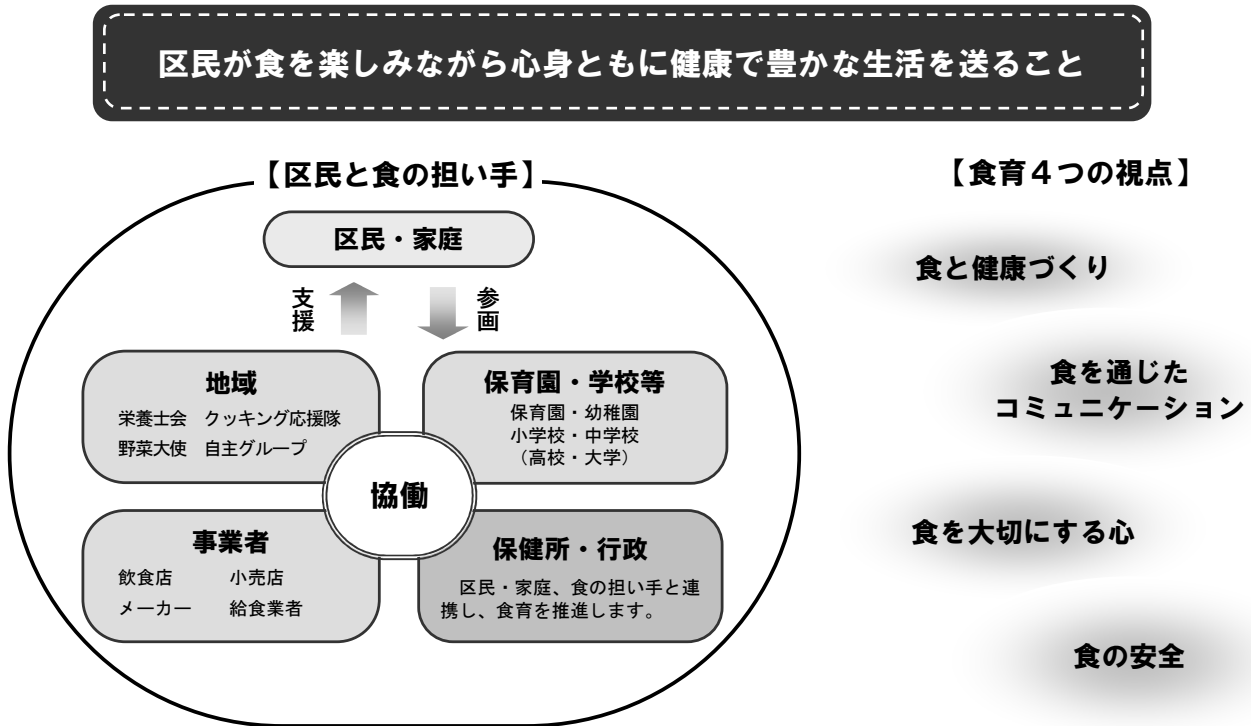 区民が食を楽しみながら心身ともに健康で豊かな生活を送ること
【区民と食の担い手】
区民・家庭
支援
参画
地域
栄養士会 クッキング応援隊
野菜大使 自主グループ
保育園・学校等
保育園・幼稚園
小学校・中学校
（高校・大学）
協働
事業者
飲食店 小売店
メーカー 給食業者
保健所・行政
区民・家庭、食の担い手と連
携し、食育を推進します。
【食育４つの視点】
食と健康づくり
食を通じた
コミュニケーション
食を大切にする心
食の安全